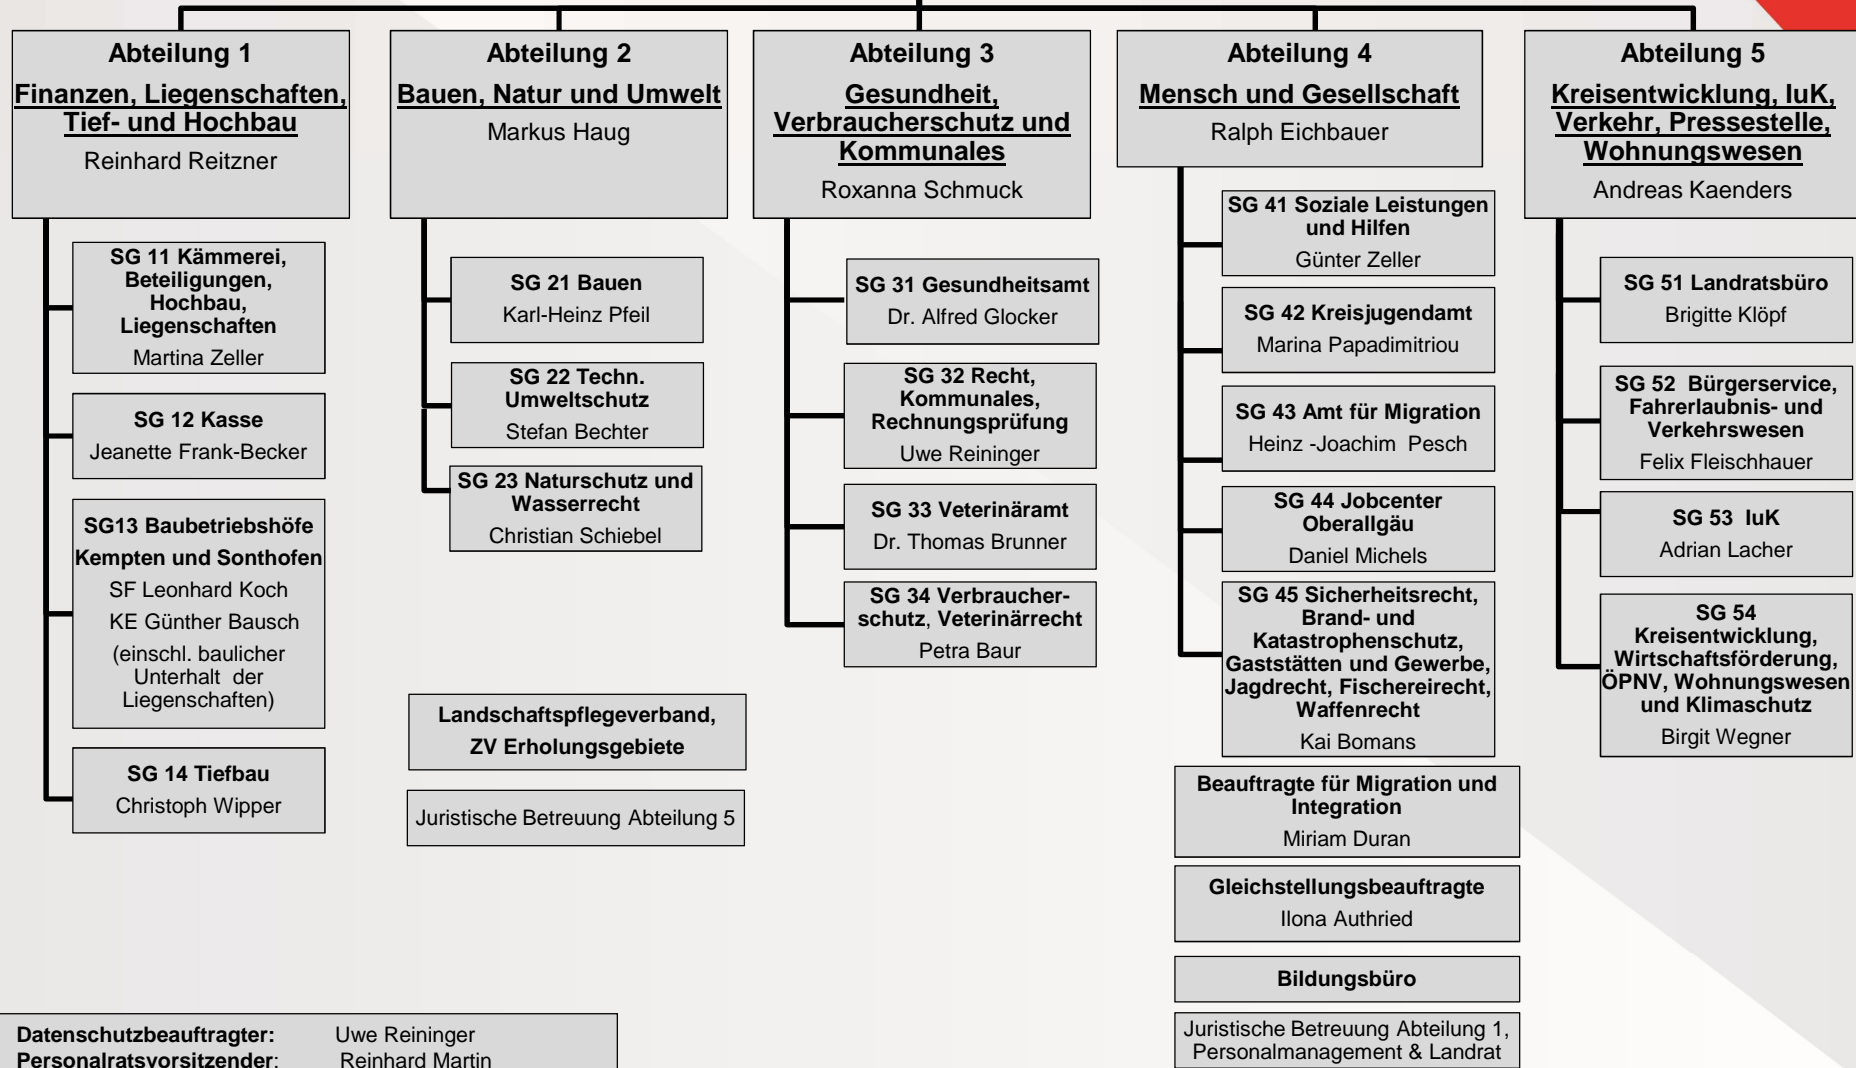 Abteilung 1
Finanzen, Liegenschaften,
Tief- und Hochbau
Reinhard Reitzner
SG 11 Kämmerei,
Beteiligungen,
Hochbau,
Liegenschaften
Martina Zeller
SG 12 Kasse
Jeanette Frank-Becker
SG13 Baubetriebshöfe
Kempten und Sonthofen
SF Leonhard Koch
KE Günther Bausch
(einschl. baulicher
Unterhalt der
Liegenschaften)
SG 14 Tiefbau
Christoph Wipper
Abteilung 2
Bauen, Natur und Umwelt
Markus Haug
SG 21 Bauen
Karl-Heinz Pfeil
SG 22 Techn.
Umweltschutz
Stefan Bechter
SG 23 Naturschutz und
Wasserrecht
Christian Schiebel
Landschaftspflegeverband,
ZV Erholungsgebiete
Juristische Betreuung Abteilung 5
Abteilung 3
Gesundheit,
Verbraucherschutz und
Kommunales
Roxanna Schmuck
SG 31 Gesundheitsamt
Dr. Alfred Glocker
SG 32 Recht,
Kommunales,
Rechnungsprüfung
Uwe Reininger
SG 33 Veterinäramt
Dr. Thomas Brunner
SG 34 Verbraucher-
schutz, Veterinärrecht
Petra Baur
Abteilung 4
Mensch und Gesellschaft
Ralph Eichbauer
SG 41 Soziale Leistungen
und Hilfen
Günter Zeller
SG 42 Kreisjugendamt
Marina Papadimitriou
SG 43 Amt für Migration
Heinz -Joachim Pesch
SG 44 Jobcenter
Oberallgäu
Daniel Michels
SG 45 Sicherheitsrecht,
Brand- und
Katastrophenschutz,
Gaststätten und Gewerbe,
Jagdrecht, Fischereirecht,
Waffenrecht
Kai Bomans
Beauftragte für Migration und
Integration
Miriam Duran
Gleichstellungsbeauftragte
Ilona Authried
Bildungsbüro
Juristische Betreuung Abteilung 1,
Personalmanagement & Landrat
Abteilung 5
Kreisentwicklung, IuK,
Verkehr, Pressestelle,
Wohnungswesen
Andreas Kaenders
SG 51 Landratsbüro
Brigitte Klöpf
SG 52 Bürgerservice,
Fahrerlaubnis- und
Verkehrswesen
Felix Fleischhauer
SG 53 IuK
Adrian Lacher
SG 54
Kreisentwicklung,
Wirtschaftsförderung,
ÖPNV, Wohnungswesen
und Klimaschutz
Birgit Wegner
Datenschutzbeauftragter: Uwe Reininger
Personalratsvorsitzender: Reinhard Martin